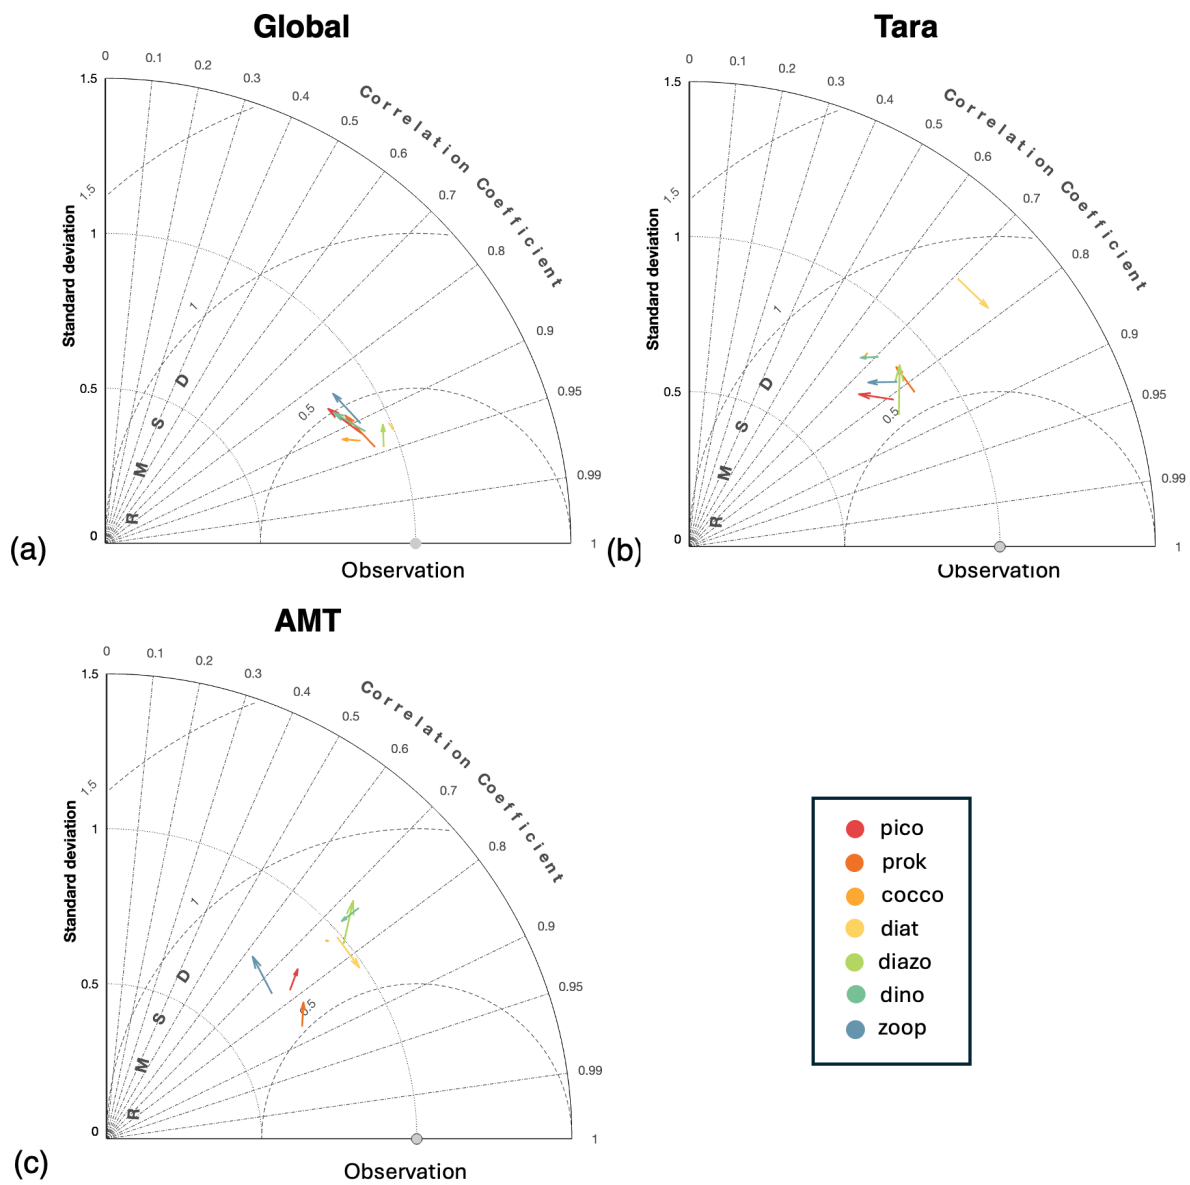 Global
0
0.1
0.2
0.3
0.4
0.5
0.6
0.7
0.8
0.9
0.95
0.99
1
Correlation Coefficient
1.5
1
0.5
0
Standard deviation
1.5
1
0.5
R M S D
(a)
Observation
Tara
0
0.1
0.2
0.3
0.4
0.5
0.6
0.7
0.8
0.9
0.95
0.99
1
Correlation Coefficient
1.5
1
0.5
0
Standard deviation
1.5
1
0.5
R M S D
(b)
Observation
AMT
0
0.1
0.2
0.3
0.4
0.5
0.6
0.7
0.8
0.9
0.95
0.99
1
Correlation Coefficient
1.5
1
0.5
0
Standard deviation
1.5
1
0.5
R M S D
(c)
Observation
pico
prok
cocco
diat
diazo
dino
zoop